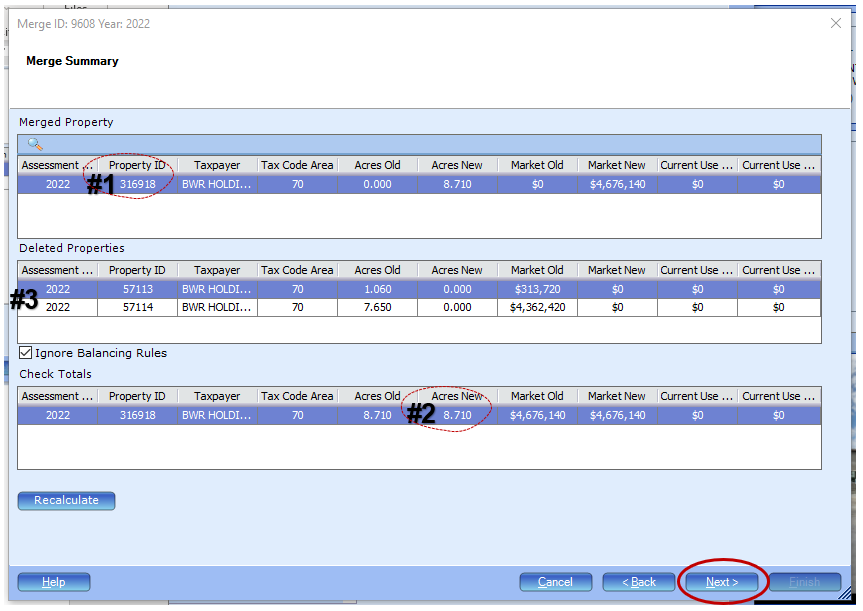 Files
Merge ID: 9608 Year: 2022
Merge Summary
Merged Property
Assessment ... Property ID Taxpayer Tax Code Area Acres Old Acres New Market Old Market New Current Use ... Current Use ...
#1 2022 316918 BWR HOLDI... 70 0.000 8.710 $0 $4,676,140 $0 $0
Deleted Properties
Assessment ... Property ID Taxpayer Tax Code Area Acres Old Acres New Market Old Market New Current Use ... Current Use ...
#3 2022 57113 BWR HOLDI... 70 1.060 0.000 $313,720 $0 $0 $0
2022 57114 BWR HOLDI... 70 7.650 0.000 $4,362,420 $0 $0 $0
Ignore Balancing Rules
Check Totals
Assessment ... Property ID Taxpayer Tax Code Area Acres Old Acres New Market Old Market New Current Use ... Current Use ...
2022 316918 BWR HOLDI... 70 8.710 #2 8.710 $4,676,140 $4,676,140 $0 $0
Recalculate
Help Cancel < Back Next > Finish